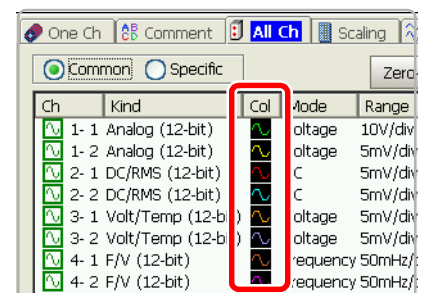 One Ch Comment All Ch Scaling
Common Specific Zero-
Ch Kind Col Mode Range
1- 1 Analog (12-bit) oltage 10V/div
1- 2 Analog (12-bit) oltage 5mV/div
2- 1 DC/RMS (12-bit) C 5mV/div
2- 2 DC/RMS (12-bit) C 5mV/div
3- 1 Volt/Temp (12-b ) oltage 5mV/div
3- 2 Volt/Temp (12-bi ) oltage 5mV/div
4- 1 F/V (12-bit) requency 50mHz/
4- 2 F/V (12-bit) requency 50mHz/